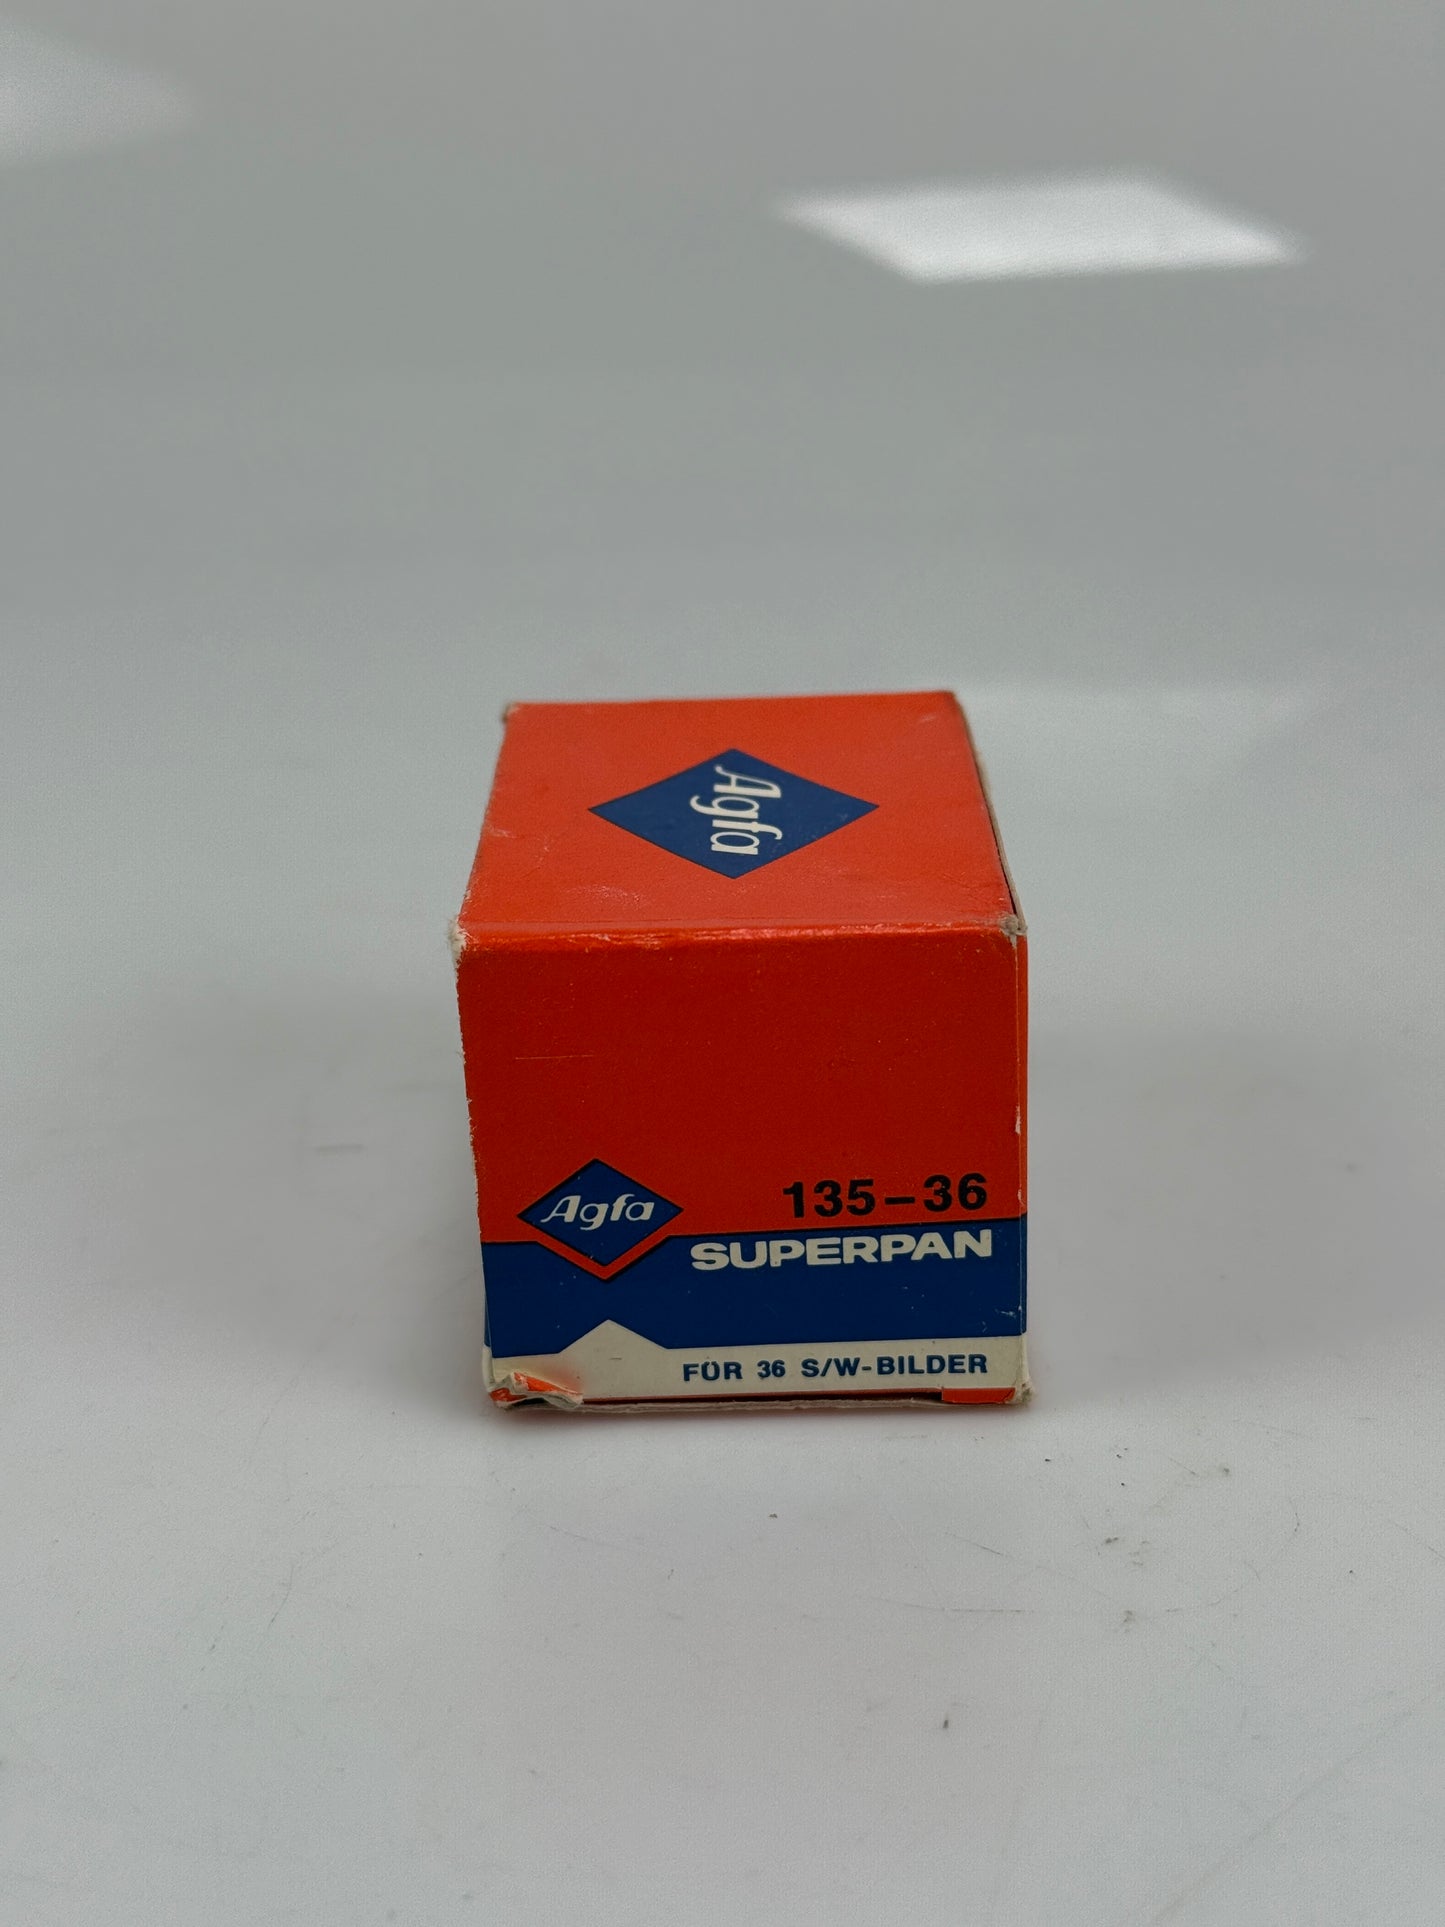 Agfa
Agfa
135-36
SUPERPAN
FÜR 36 S/W-BILDER